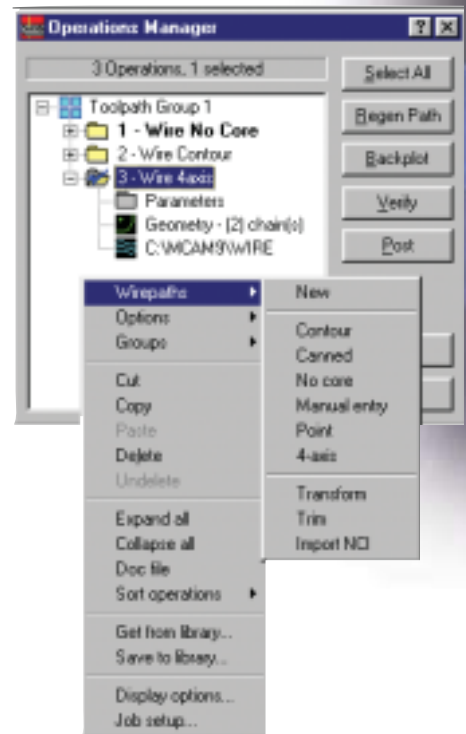 Operations Manager
3 Operations, 1 selected
Select All
Toolpath Group 1
Regen Path
1 - Wire No Core
2 - Wire Contour
Backplot
3 - Wire 4axis
Parameters
Verify
Geometry - (2) chain(s)
C:\MCAM9\WIRE
Post
Wirepaths
Options
Groups
Cut
Copy
Paste
Delete
Undelete
Expand all
Collapse all
Doc file
Sort operations
Get from library...
Save to library...
Display options...
Job setup...
New
Contour
Canned
No core
Manual entry
Point
4-axis
Transform
Trim
Import NCI